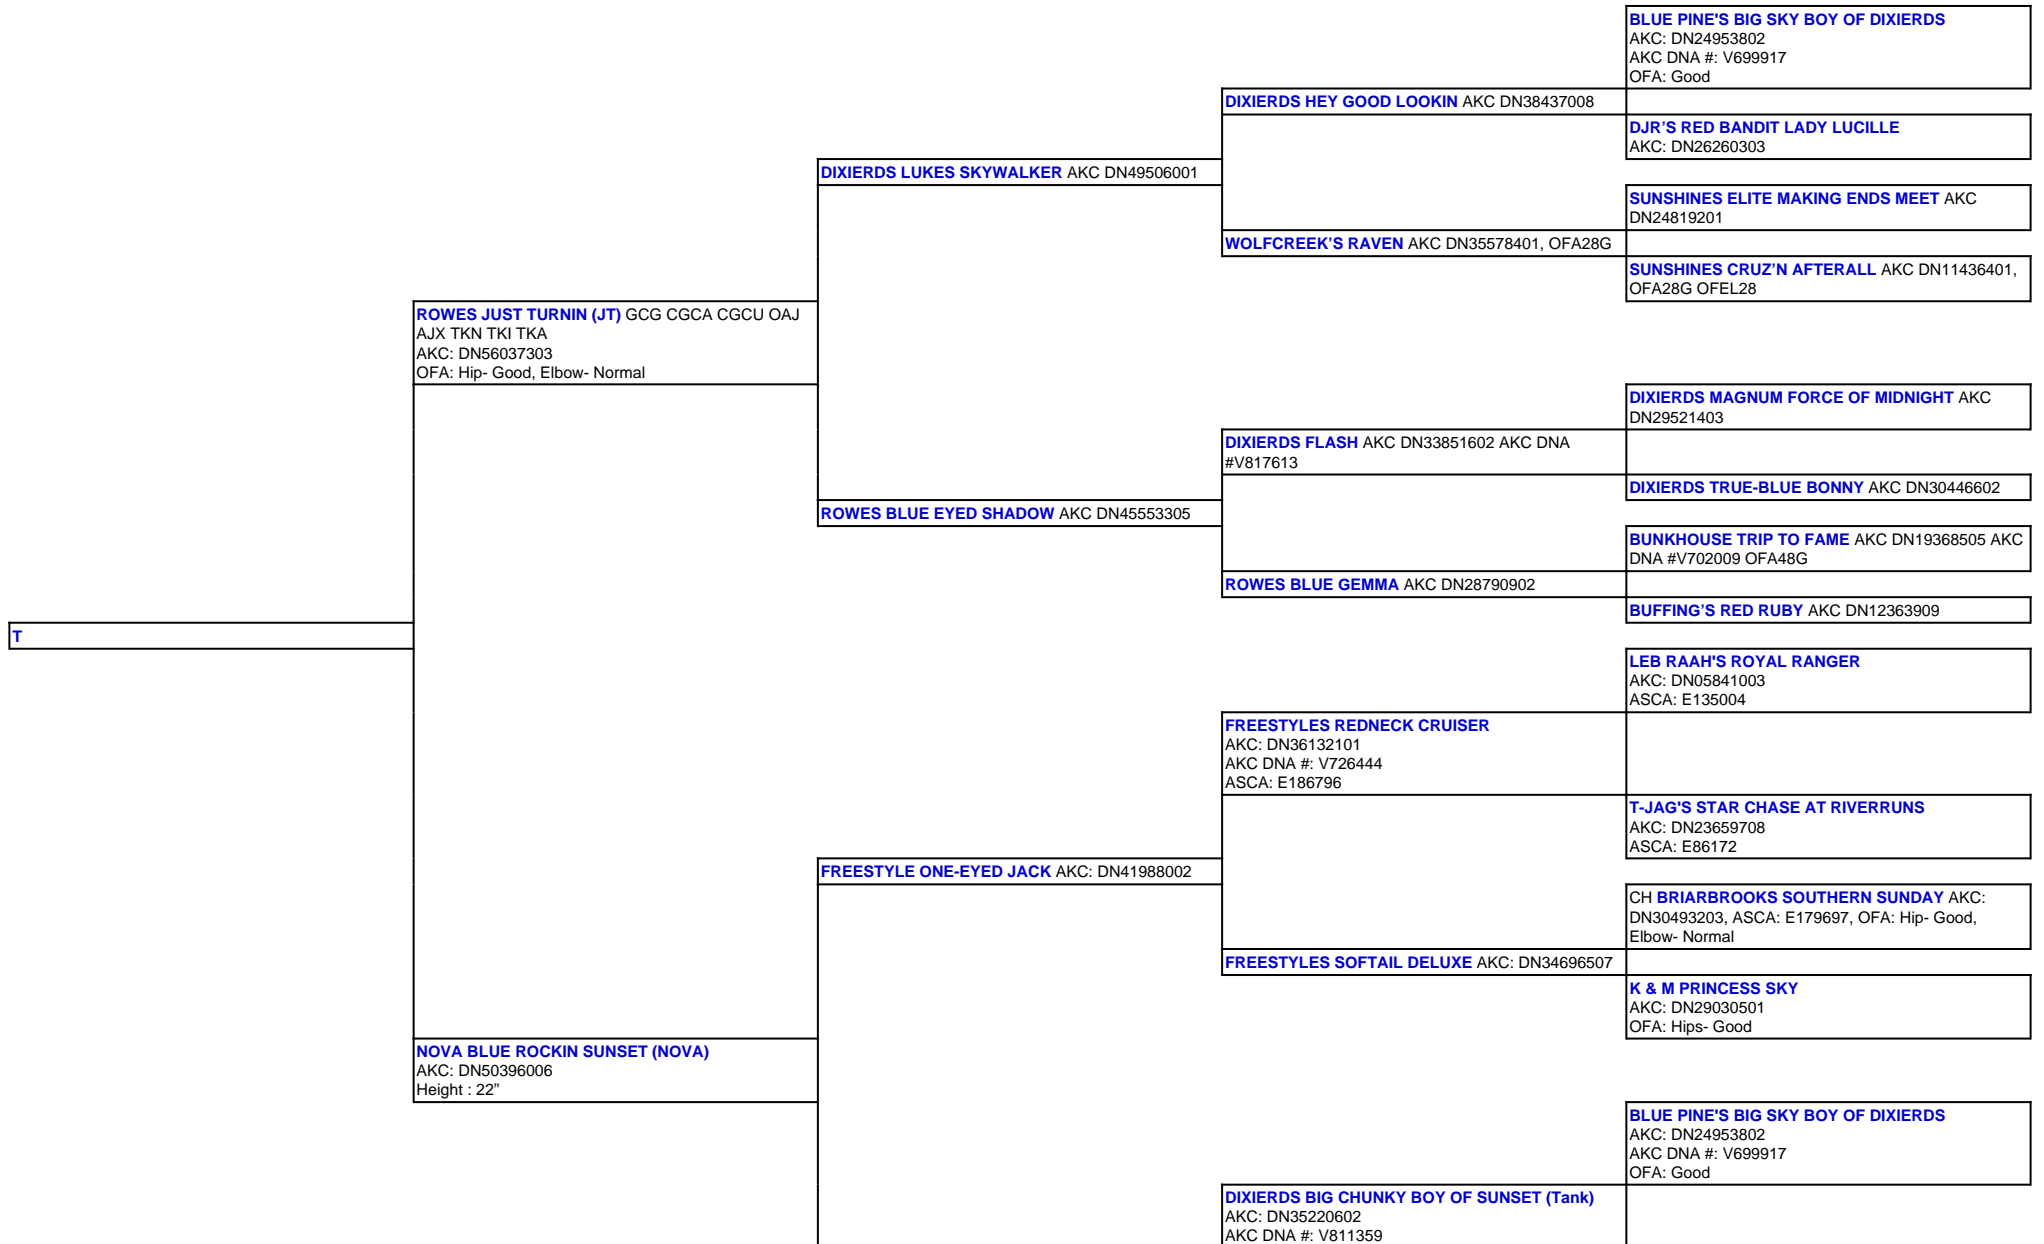 BLUE PINE'S BIG SKY BOY OF DIXIERDS
AKC: DN24953802
AKC DNA #: V699917
OFA: Good
DIXIERDS HEY GOOD LOOKIN AKC DN38437008
DJR’S RED BANDIT LADY LUCILLE
AKC: DN26260303
DIXIERDS LUKES SKYWALKER AKC DN49506001
SUNSHINES ELITE MAKING ENDS MEET AKC
DN24819201
WOLFCREEK’S RAVEN AKC DN35578401, OFA28G
SUNSHINES CRUZ’N AFTERALL AKC DN11436401,
OFA28G OFEL28
ROWES JUST TURNIN (JT) GCG CGCA CGCU OAJ
AJX TKN TKI TKA
AKC: DN56037303
OFA: Hip- Good, Elbow- Normal
DIXIERDS MAGNUM FORCE OF MIDNIGHT AKC
DN29521403
DIXIERDS FLASH AKC DN33851602 AKC DNA
#V817613
DIXIERDS TRUE-BLUE BONNY AKC DN30446602
ROWES BLUE EYED SHADOW AKC DN45553305
BUNKHOUSE TRIP TO FAME AKC DN19368505 AKC
DNA #V702009 OFA48G
ROWES BLUE GEMMA AKC DN28790902
BUFFING’S RED RUBY AKC DN12363909
T
LEB RAAH'S ROYAL RANGER
AKC: DN05841003
ASCA: E135004
FREESTYLES REDNECK CRUISER
AKC: DN36132101
AKC DNA #: V726444
ASCA: E186796
T-JAG'S STAR CHASE AT RIVERRUNS
AKC: DN23659708
ASCA: E86172
FREESTYLE ONE-EYED JACK AKC: DN41988002
CH BRIARBROOKS SOUTHERN SUNDAY AKC:
DN30493203, ASCA: E179697, OFA: Hip- Good,
Elbow- Normal
FREESTYLES SOFTAIL DELUXE AKC: DN34696507
K & M PRINCESS SKY
AKC: DN29030501
OFA: Hips- Good
NOVA BLUE ROCKIN SUNSET (NOVA)
AKC: DN50396006
Height : 22”
BLUE PINE'S BIG SKY BOY OF DIXIERDS
AKC: DN24953802
AKC DNA #: V699917
OFA: Good
DIXIERDS BIG CHUNKY BOY OF SUNSET (Tank)
AKC: DN35220602
AKC DNA #: V811359